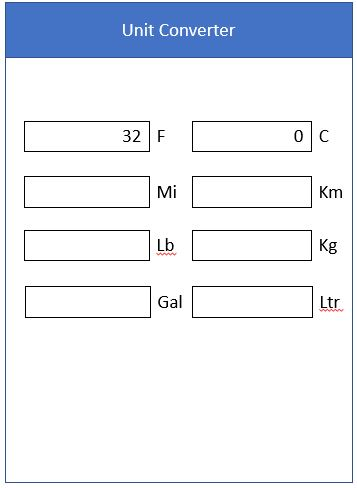 Unit Converter
32 F 0 C
Mi Km
Lb Kg
Gal Ltr